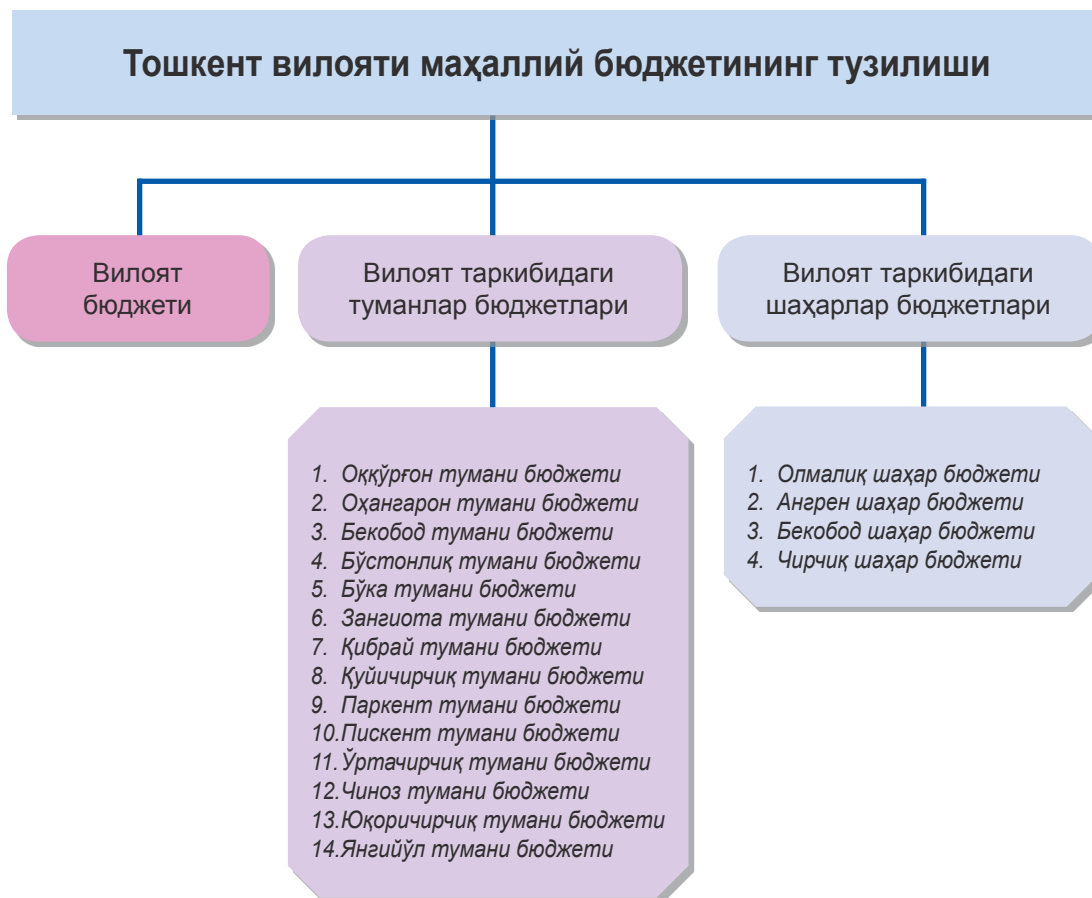 Тошкент вилояти маҳаллий бюджетининг тузилиши
Вилоят
бюджети
Вилоят таркибидаги
туманлар бюджетлари
Вилоят таркибидаги
шаҳарлар бюджетлари
1. Оққўрғон тумани бюджети
2. Оҳангарон тумани бюджети
3. Бекобод тумани бюджети
4. Бўстонлиқ тумани бюджети
5. Бўка тумани бюджети
6. Зангиота тумани бюджети
7. Қибрай тумани бюджети
8. Қуйичирчиқ тумани бюджети
9. Паркент тумани бюджети
10.Пискент тумани бюджети
11.Ўртачирчиқ тумани бюджети
12.Чиноз тумани бюджети
13.Юқоричирчиқ тумани бюджети
14.Янгийўл тумани бюджети
1. Олмалиқ шаҳар бюджети
2. Ангрен шаҳар бюджети
3. Бекобод шаҳар бюджети
4. Чирчиқ шаҳар бюджети